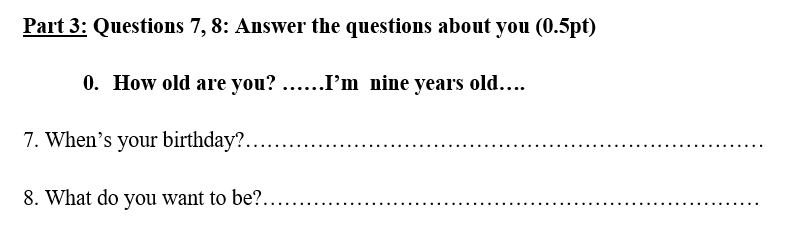 Part 3: Questions 7, 8: Answer the questions about you (0.5pt)
0. How old are you? ......I’m nine years old....
7. When’s your birthday?..........................................................................
8. What do you want to be?......................................................................